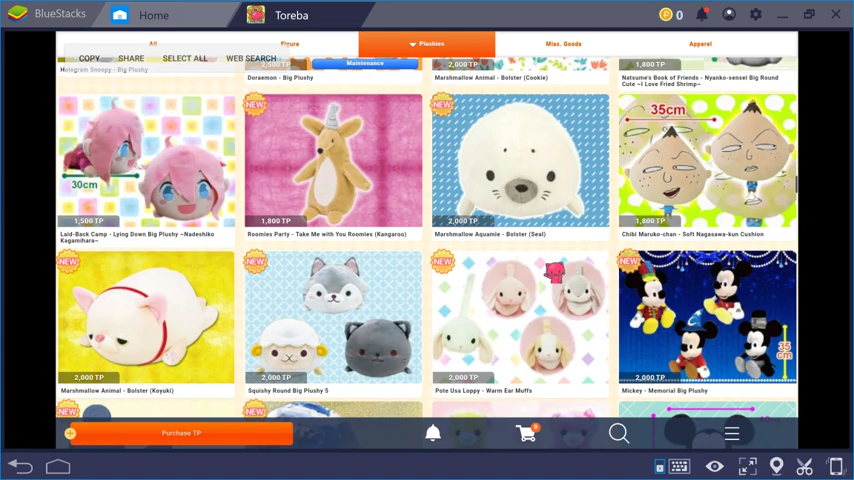 BlueStacks
Home
Toreba
0
All
Figure
Plushies
Misc. Goods
Apparel
COPY
SHARE
SELECT ALL
WEB SEARCH
Maintenance
1,800 TP
Hologram Snoopy - Big Plushy
Doraemon - Big Plushy
Marshmallow Animal - Bolster (Cookie)
Natsume's Book of Friends - Nyanko-sensei Big Round
Cute ~I Love Fried Shrimp~
NEW
30cm
1,500 TP
Laid-Back Camp - Lying Down Big Plushy ~Nadeshiko
Kagamihara~
NEW
1,800 TP
Roomies Party - Take Me with You Roomies (Kangaroo)
NEW
2,000 TP
Marshmallow Aquamie - Bolster (Seal)
35cm
1,800 TP
Chibi Maruko-chan - Soft Nagasawa-kun Cushion
NEW
2,000 TP
Marshmallow Animal - Bolster (Koyuki)
NEW
2,000 TP
Squishy Round Big Plushy 5
NEW
2,000 TP
Pote Usa Loppy - Warm Ear Muffs
NEW
35
cm
2,000 TP
Mickey - Memorial Big Plushy
NEW
Purchase TP
0